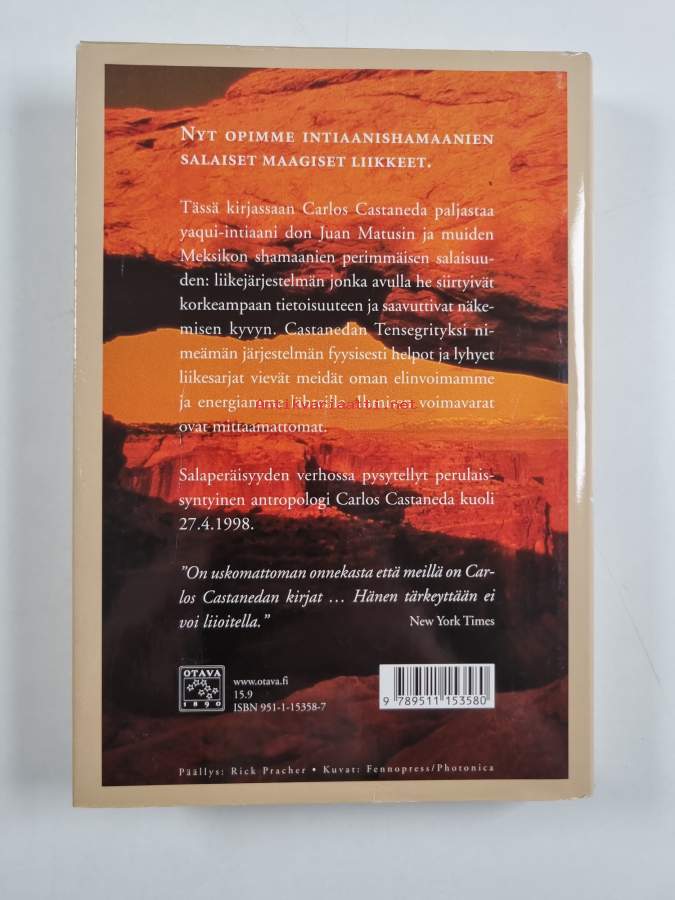 NYT OPIMME INTIAANISHAMAANIEN
SALAISET MAAGISET LIIKKEET.
Tässä kirjassaan Carlos Castaneda paljastaa
yaqui-intiaani don Juan Matusin ja muiden
Meksikon shamaanien perimmäisen salaisuu-
den: liikejärjestelmän jonka avulla he siirtyivät
korkeampaan tietoisuuteen ja saavuttivat näke-
misen kyvyn. Castanedan Tensegrityksi ni-
meämän järjestelmän fyysisesti helpot ja lyhyet
liikesarjat vievät meidät oman elinvoimamme
ja energiamme lähteille. Ihmisen voimavarat
Antikvariaatti.net
ovat mittaamattomat.
Salaperäisyyden verhossa pysytellyt perulais-
syntyinen antropologi Carlos Castaneda kuoli
27.4.1998.
”On uskomattoman onnekasta että meillä on Car-
los Castanedan kirjat ... Hänen tärkeyttään ei
voi liioitella.” New York Times
OTAVA
1890
www.otava.fi
15.9
ISBN 951-1-15358-7
9 789511 153580
Päällys: Rick Pracher • Kuvat: Fennopress/Photonica